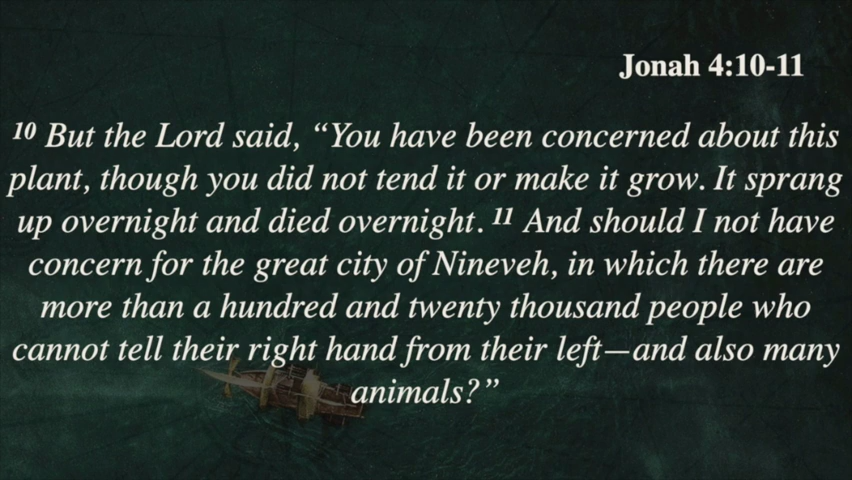 Jonah 4:10-11
10 But the Lord said, “You have been concerned about this
plant, though you did not tend it or make it grow. It sprang
up overnight and died overnight. 11 And should I not have
concern for the great city of Nineveh, in which there are
more than a hundred and twenty thousand people who
cannot tell their right hand from their left—and also many
animals?”